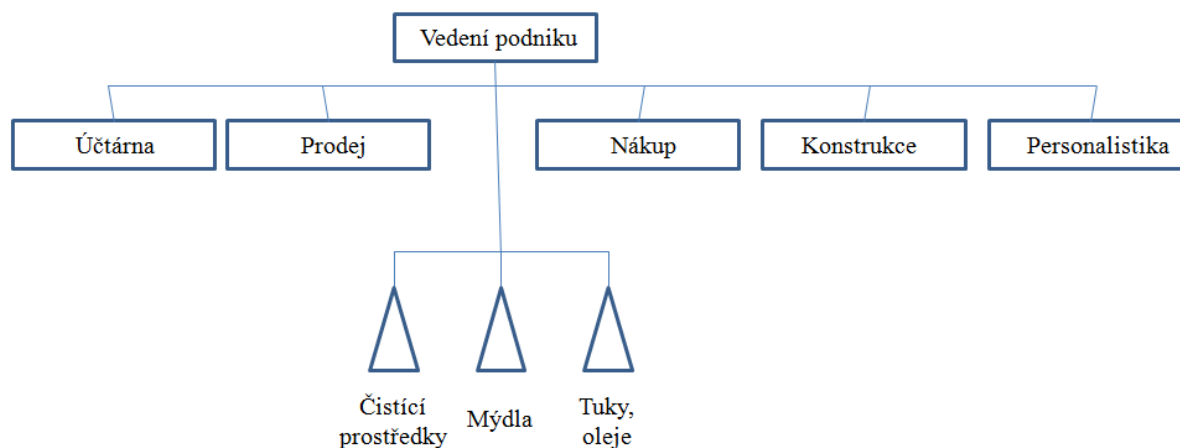 Vedení podniku
Účtárna
Prodej
Nákup
Konstrukce
Personalistika
Čistící
prostředky
Mýdla
Tuky,
oleje